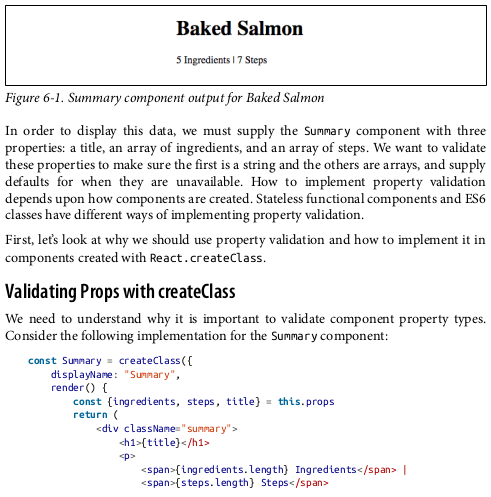 Baked Salmon
5 Ingredients | 7 Steps
Figure 6-1. Summary component output for Baked Salmon
In order to display this data, we must supply the Summary component with three
properties: a title, an array of ingredients, and an array of steps. We want to validate
these properties to make sure the first is a string and the others are arrays, and supply
defaults for when they are unavailable. How to implement property validation
depends upon how components are created. Stateless functional components and ES6
classes have different ways of implementing property validation.
First, let's look at why we should use property validation and how to implement it in
components created with React.createClass.
Validating Props with createClass
We need to understand why it is important to validate component property types.
Consider the following implementation for the Summary component:
const Summary = createClass({
    displayName: "Summary",
    render() {
        const {ingredients, steps, title} = this.props
        return (
            <div className="summary">
                <h1>{title}</h1>
                <p>
                    <span>{ingredients.length} Ingredients</span> |
                    <span>{steps.length} Steps</span>